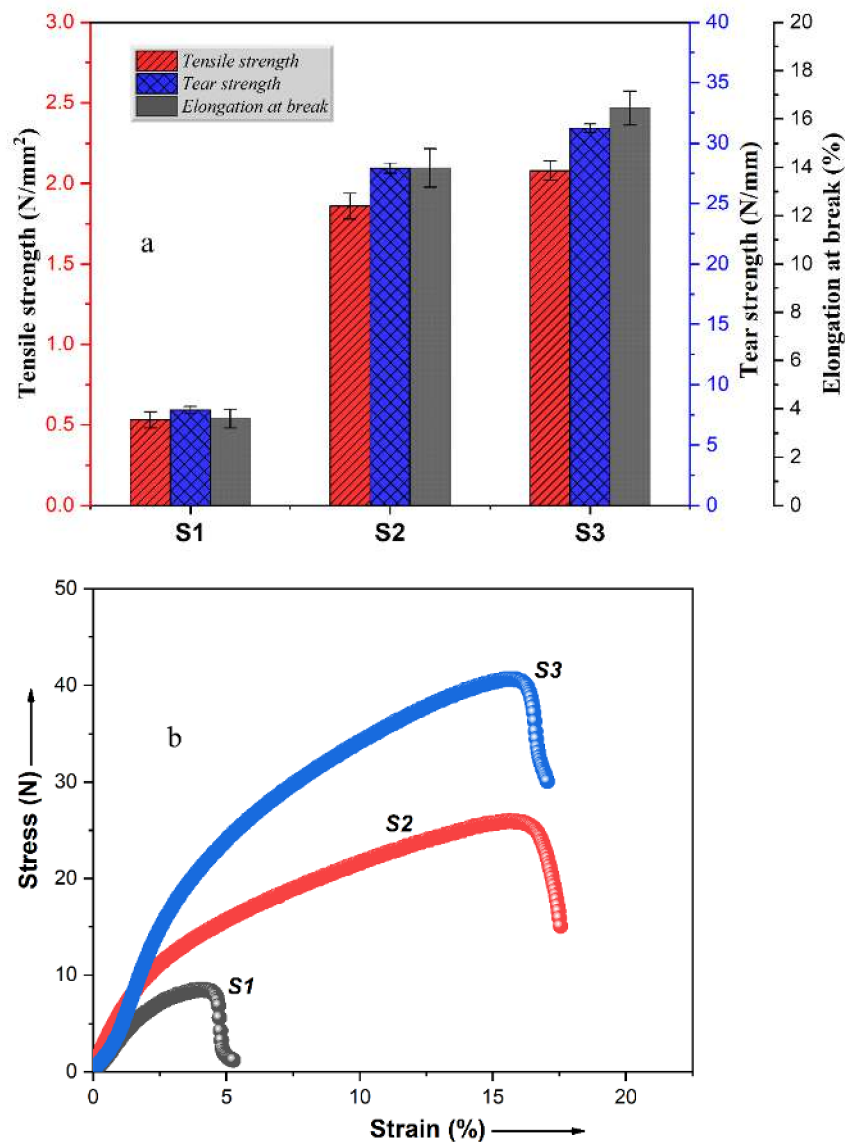 Tensile strength
Tear strength
Elongation at break
a
Tensile strength (N/mm²)
3.0
2.5
2.0
1.5
1.0
0.5
0.0
S1
S2
S3
40
35
30
25
20
15
10
5
0
Tear strength (N/mm)
20
18
16
14
12
10
8
6
4
2
0
Elongation at break (%)
b
Stress (N)
50
40
30
20
10
0
S3
S2
S1
0
5
10
15
20
Strain (%)